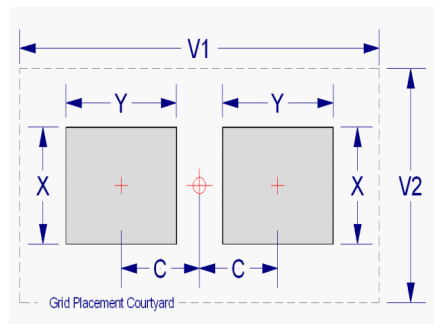 V1
Y Y
X X V2
C C
Grid Placement Courtyard